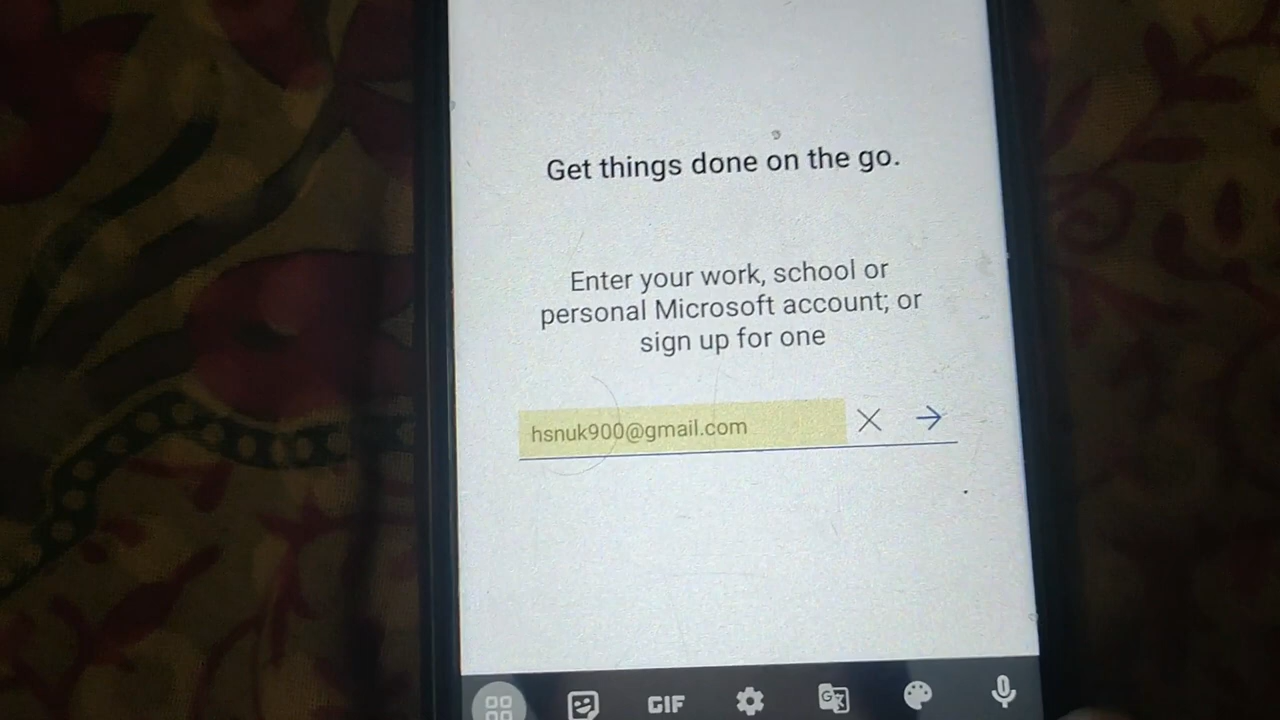 Get things done on the go.
Enter your work, school or
personal Microsoft account; or
sign up for one
hsnuk900@gmail.com
GIF